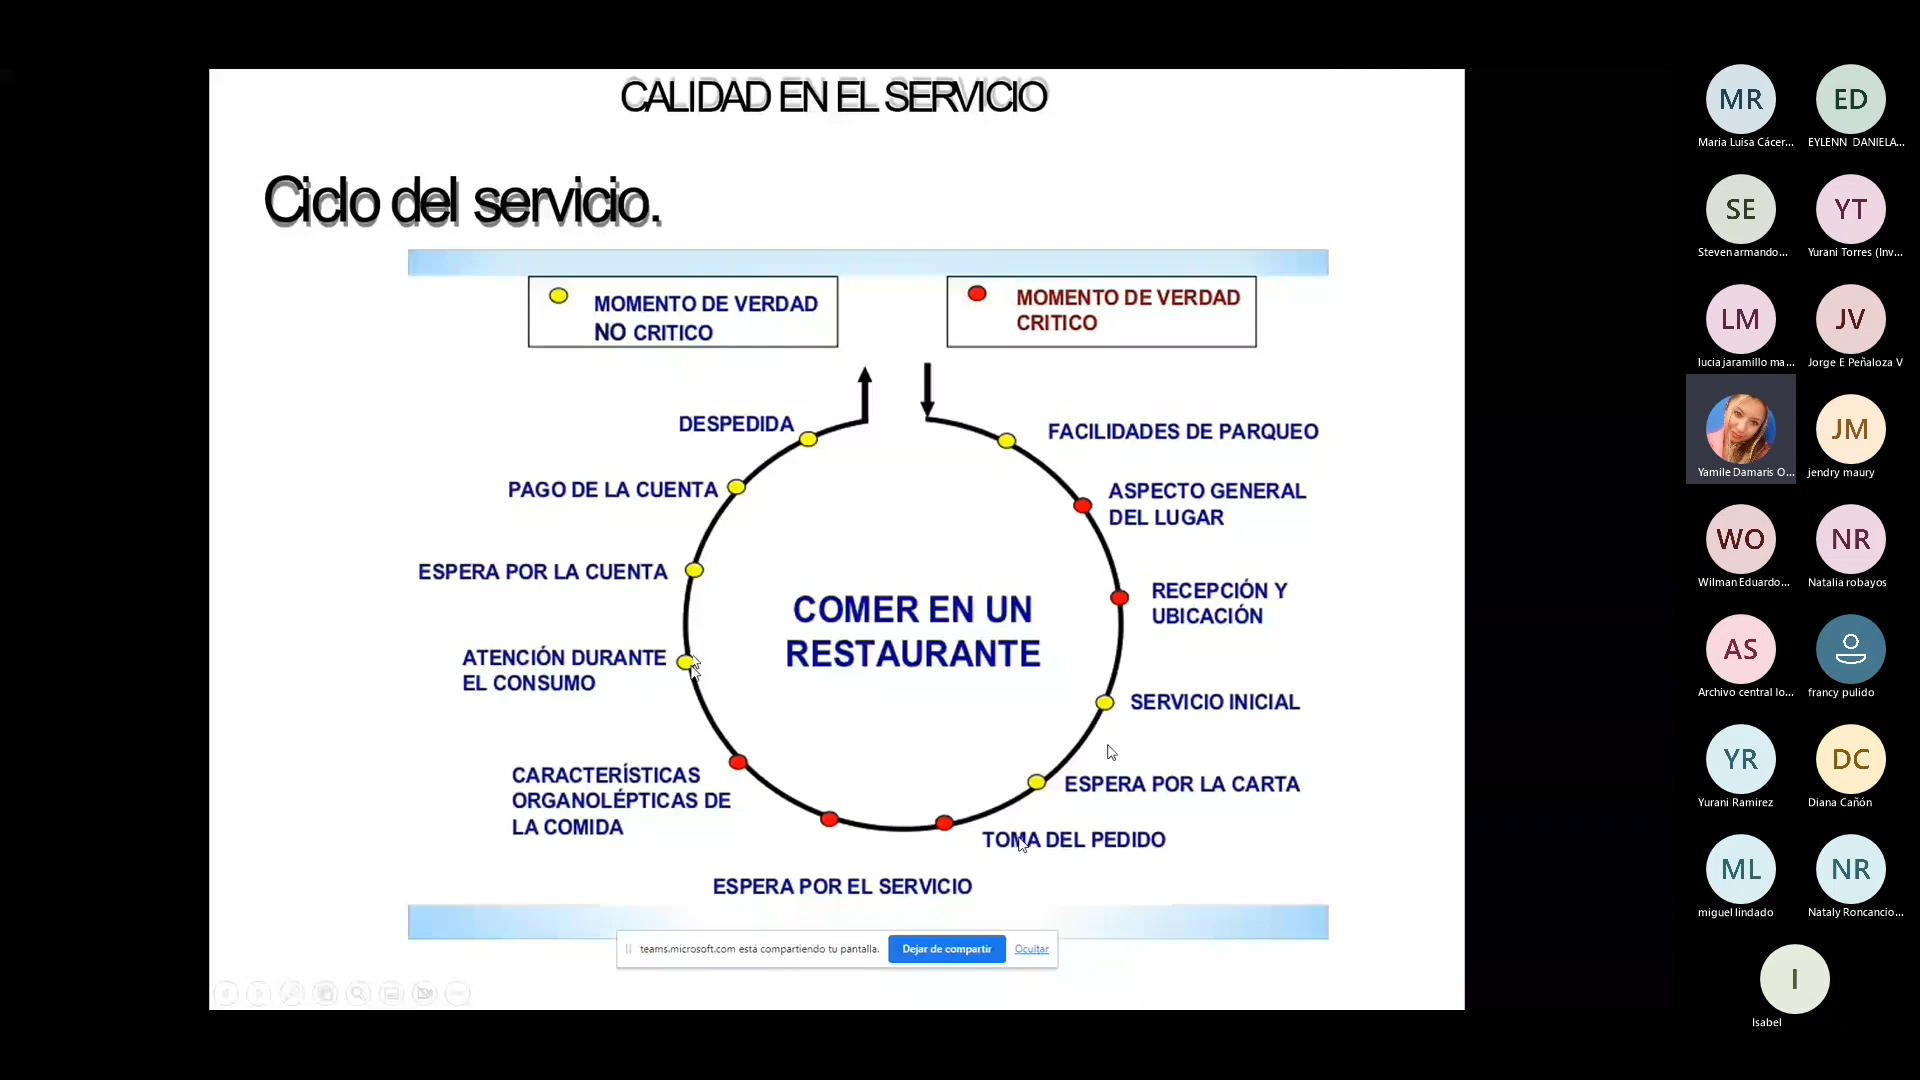 CALIDAD EN EL SERVICIO
Ciclo del servicio.
MOMENTO DE VERDAD
NO CRITICO
MOMENTO DE VERDAD
CRITICO
DESPEDIDA
FACILIDADES DE PARQUEO
PAGO DE LA CUENTA
ASPECTO GENERAL
DEL LUGAR
ESPERA POR LA CUENTA
RECEPCIÓN Y
UBICACIÓN
COMER EN UN
RESTAURANTE
ATENCIÓN DURANTE
EL CONSUMO
SERVICIO INICIAL
CARACTERÍSTICAS
ORGANOLÉPTICAS DE
LA COMIDA
ESPERA POR LA CARTA
TOMA DEL PEDIDO
ESPERA POR EL SERVICIO
teams.microsoft.com está compartiendo tu pantalla.
Dejar de compartir
Ocultar
MR
ED
Maria Luisa Cácer...
EYLENN DANIELA...
SE
YT
Steven armando...
Yurani Torres (Inv...
LM
JV
lucia jaramillo ma...
Jorge E Peñaloza V
JM
Yamile Damaris O...
jendry maury
WO
NR
Wilman Eduardo...
Natalia robayos
AS
Archivo central lo...
francy pulido
YR
DC
Yurani Ramirez
Diana Cañón
ML
NR
miguel lindado
Nataly Roncancio...
I
Isabel